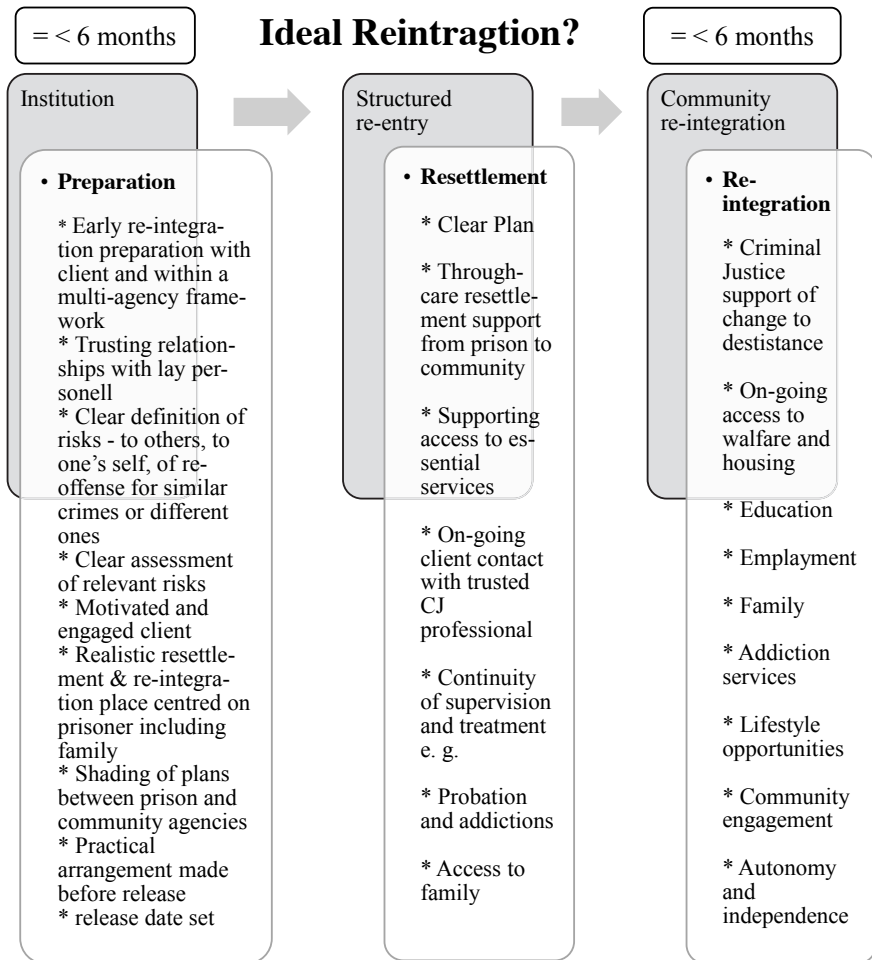 = < 6 months
Ideal Reintragtion?
= < 6 months
Institution
• Preparation
* Early re-integra-
tion preparation with
client and within a
multi-agency frame-
work
* Trusting relation-
ships with lay per-
sonell
* Clear definition of
risks - to others, to
one's self, of re-
offense for similar
crimes or different
ones
* Clear assessment
of relevant risks
* Motivated and
engaged client
* Realistic resettle-
ment & re-integra-
tion place centred on
prisoner including
family
* Shading of plans
between prison and
community agencies
* Practical
arrangement made
before release
* release date set
Structured
re-entry
• Resettlement
* Clear Plan
* Through-
care resettle-
ment support
from prison to
community
* Supporting
access to es-
sential
services
* On-going
client contact
with trusted
CJ
professional
* Continuity
of supervision
and treatment
e. g.
* Probation
and addictions
* Access to
family
Community
re-integration
• Re-
integration
* Criminal
Justice
support of
change to
destistance
* On-going
access to
welfare and
housing
* Education
* Employment
* Family
* Addiction
services
* Lifestyle
opportunities
* Community
engagement
* Autonomy
and
independence